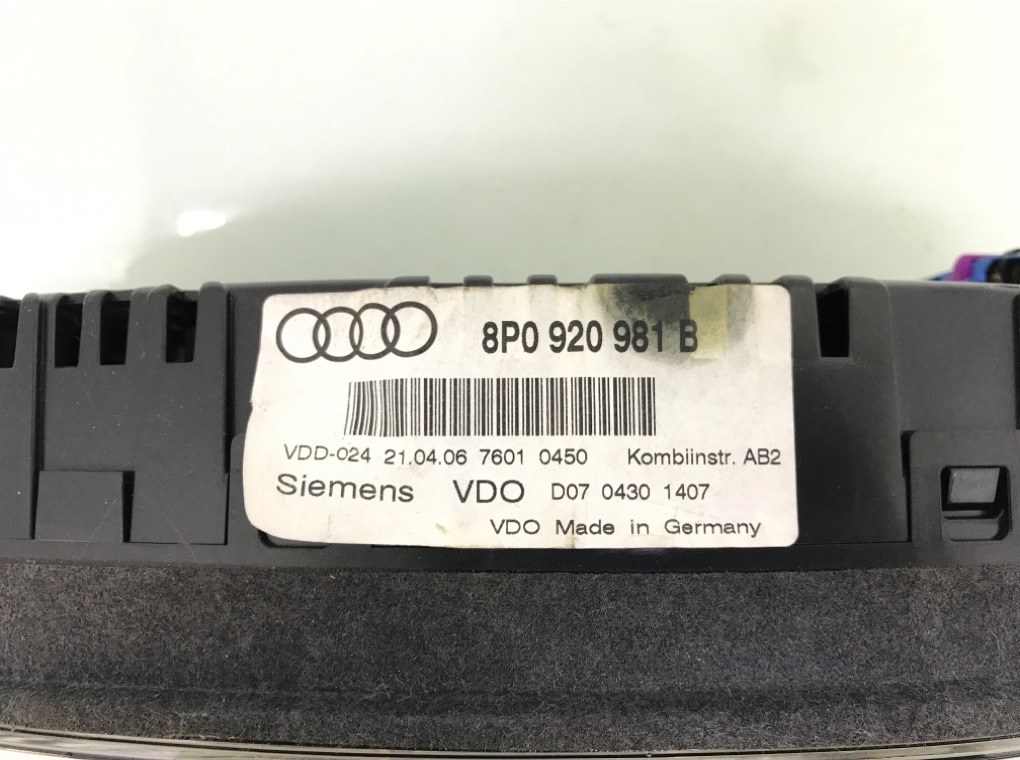 8P0 920 981 B
VDD-024 21.04.06 7601 0450 Kombiinstr. AB2
Siemens VDO D07 0430 1407
VDO Made in Germany